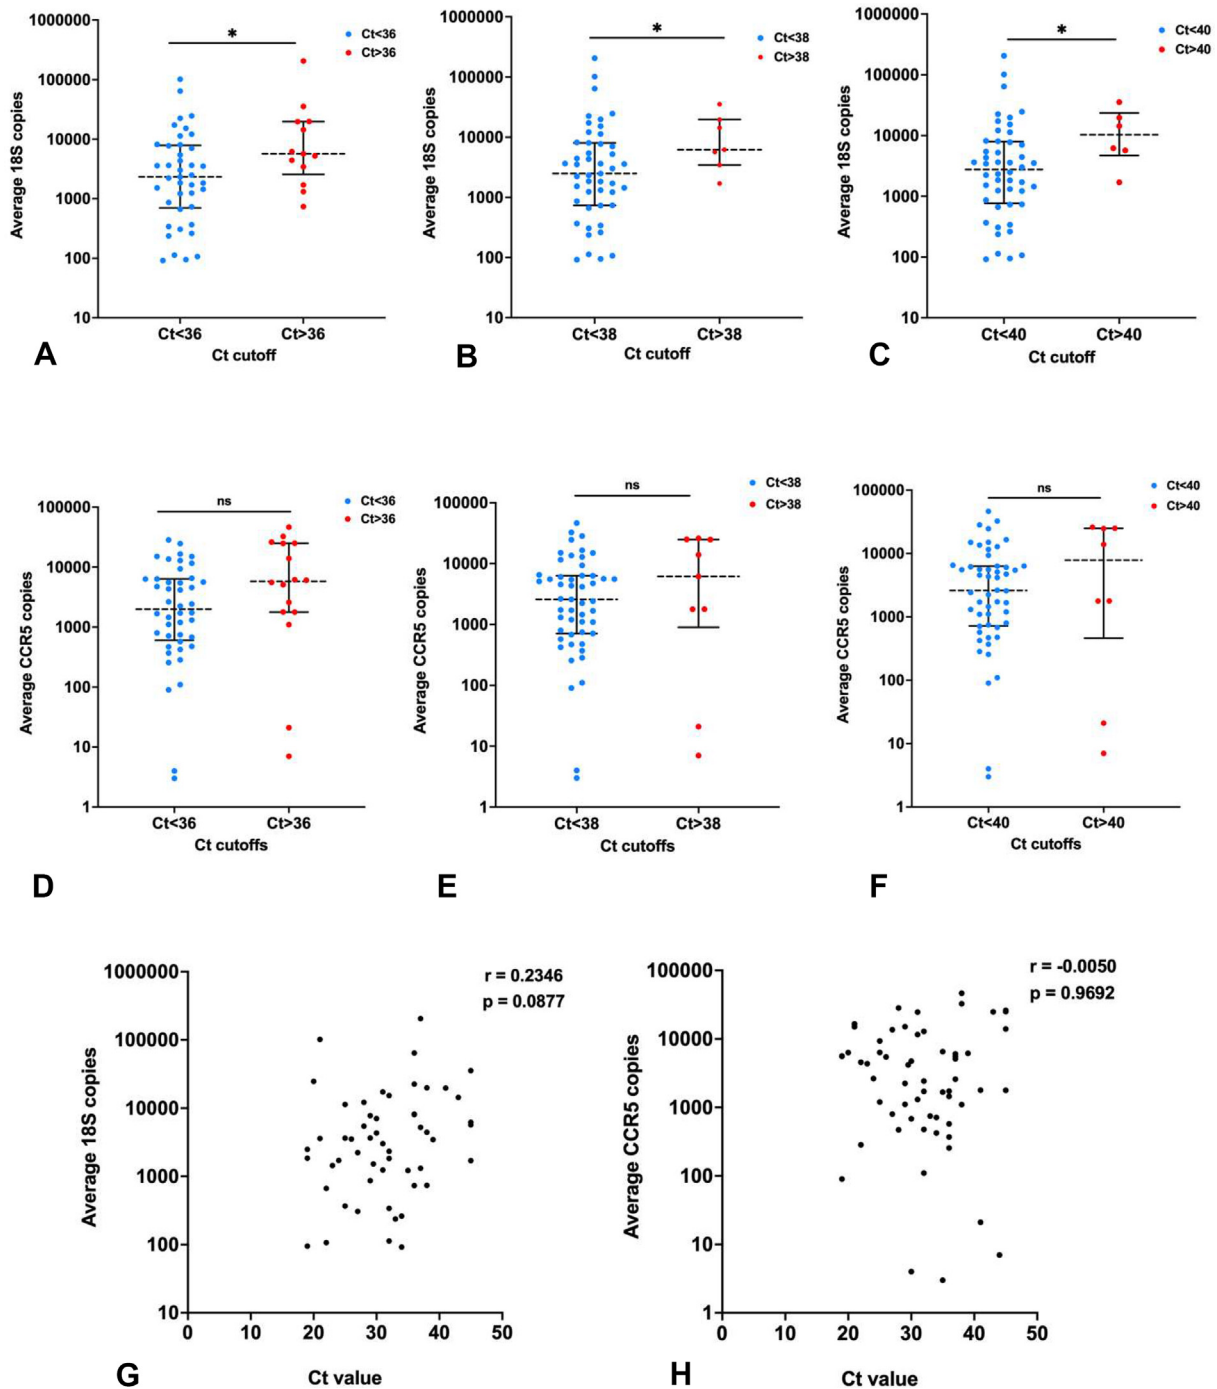 1000000
100000
10000
1000
100
10
Average 18S copies
*
Ct<36
Ct>36
Ct<36
Ct>36
Ct cutoff
A
1000000
100000
10000
1000
100
10
Average 18S copies
*
Ct<38
Ct>38
Ct<38
Ct>38
Ct cutoff
B
1000000
100000
10000
1000
100
10
Average 18S copies
*
Ct<40
Ct>40
Ct<40
Ct>40
Ct cutoff
C
100000
10000
1000
100
10
1
Average CCR5 copies
ns
Ct<36
Ct>36
Ct<36
Ct>36
Ct cutoffs
D
100000
10000
1000
100
10
1
Average CCR5 copies
ns
Ct<38
Ct>38
Ct<38
Ct>38
Ct cutoffs
E
100000
10000
1000
100
10
1
Average CCR5 copies
ns
Ct<40
Ct>40
Ct<40
Ct>40
Ct cutoffs
F
1000000
100000
10000
1000
100
10
Average 18S copies
r = 0.2346
p = 0.0877
0 10 20 30 40 50
Ct value
G
100000
10000
1000
100
10
1
Average CCR5 copies
r = -0.0050
p = 0.9692
0 10 20 30 40 50
Ct value
H